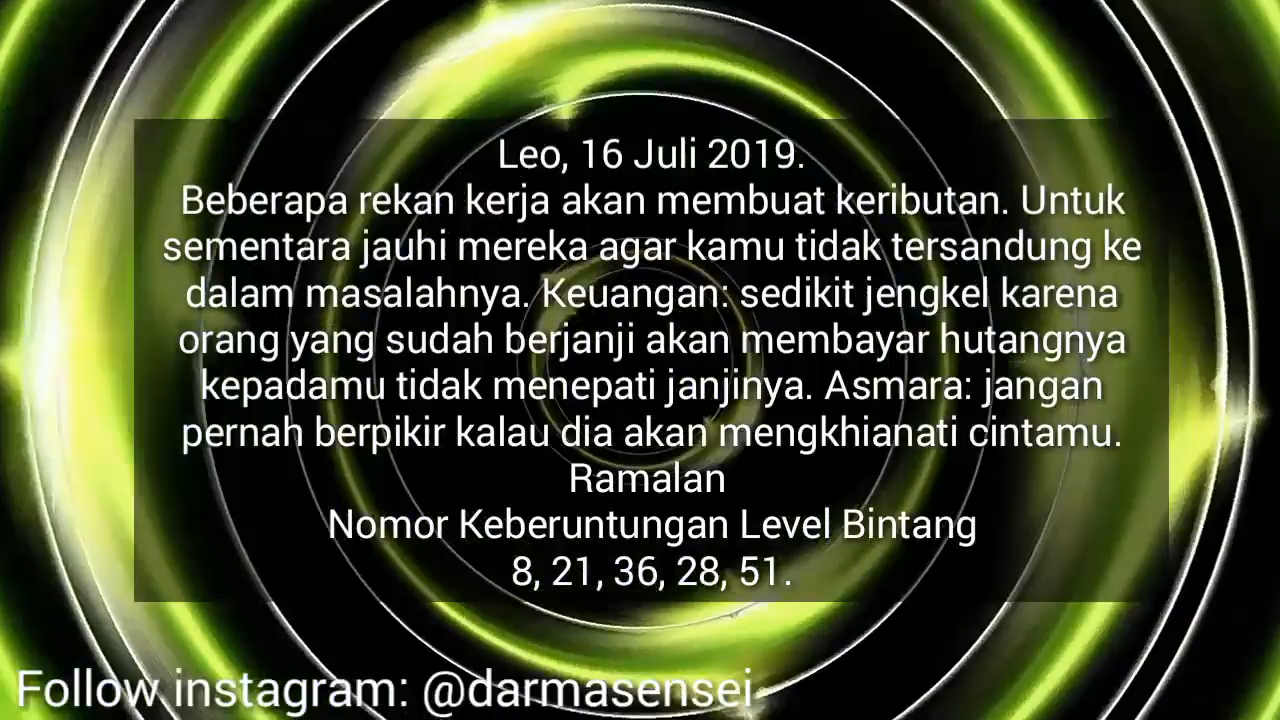 Leo, 16 Juli 2019.
Beberapa rekan kerja akan membuat keributan. Untuk
sementara jauhi mereka agar kamu tidak tersandung ke
dalam masalahnya. Keuangan: sedikit jengkel karena
orang yang sudah berjanji akan membayar hutangnya
kepadamu tidak menepati janjinya. Asmara: jangan
pernah berpikir kalau dia akan mengkhianati cintamu.
Ramalan
Nomor Keberuntungan Level Bintang
8, 21, 36, 28, 51.
Follow instagram: @darmasensei